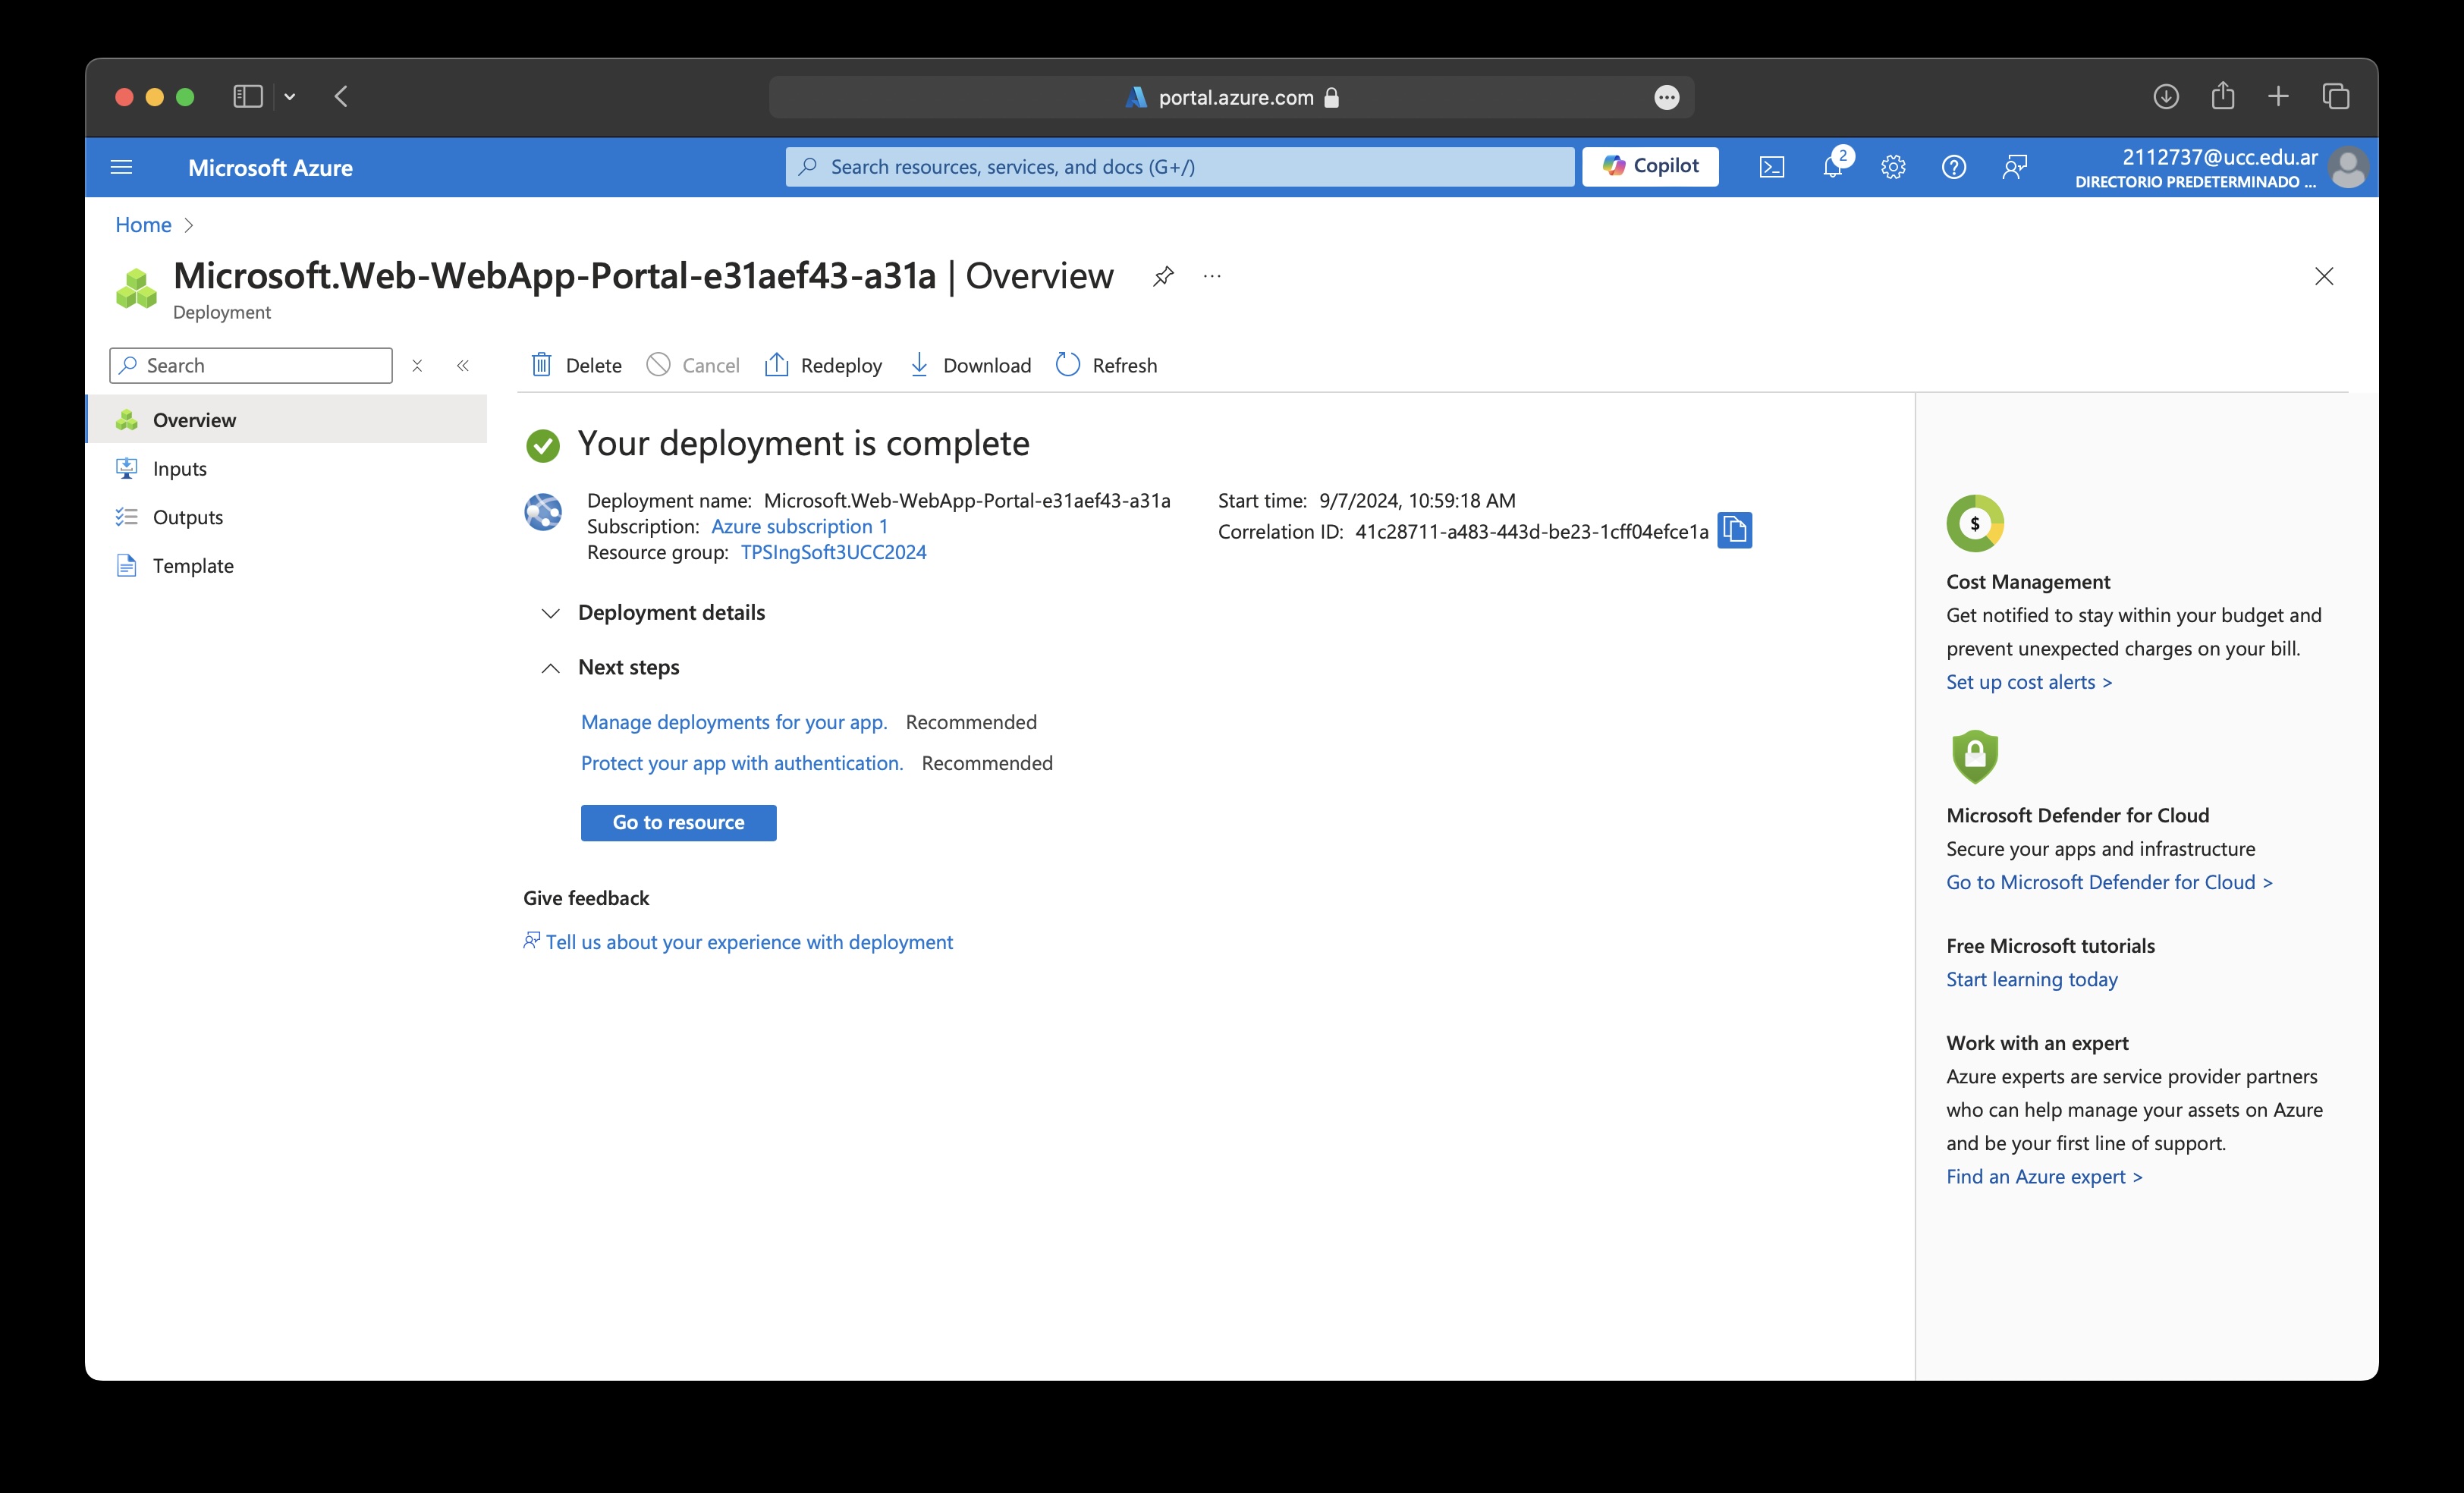 portal.azure.com
Microsoft Azure
Search resources, services, and docs (G+/)
Copilot
2
2112737@ucc.edu.ar
DIRECTORIO PREDETERMINADO ...
Home >
Microsoft.Web-WebApp-Portal-e31aef43-a31a | Overview
...
Deployment
Search
Delete
Cancel
Redeploy
Download
Refresh
Overview
Inputs
Outputs
Template
Your deployment is complete
Deployment name: Microsoft.Web-WebApp-Portal-e31aef43-a31a
Subscription: Azure subscription 1
Resource group: TPSIngSoft3UCC2024
Start time: 9/7/2024, 10:59:18 AM
Correlation ID: 41c28711-a483-443d-be23-1cff04efce1a
Deployment details
Next steps
Manage deployments for your app. Recommended
Protect your app with authentication. Recommended
Go to resource
Give feedback
Tell us about your experience with deployment
$
Cost Management
Get notified to stay within your budget and
prevent unexpected charges on your bill.
Set up cost alerts >
Microsoft Defender for Cloud
Secure your apps and infrastructure
Go to Microsoft Defender for Cloud >
Free Microsoft tutorials
Start learning today
Work with an expert
Azure experts are service provider partners
who can help manage your assets on Azure
and be your first line of support.
Find an Azure expert >